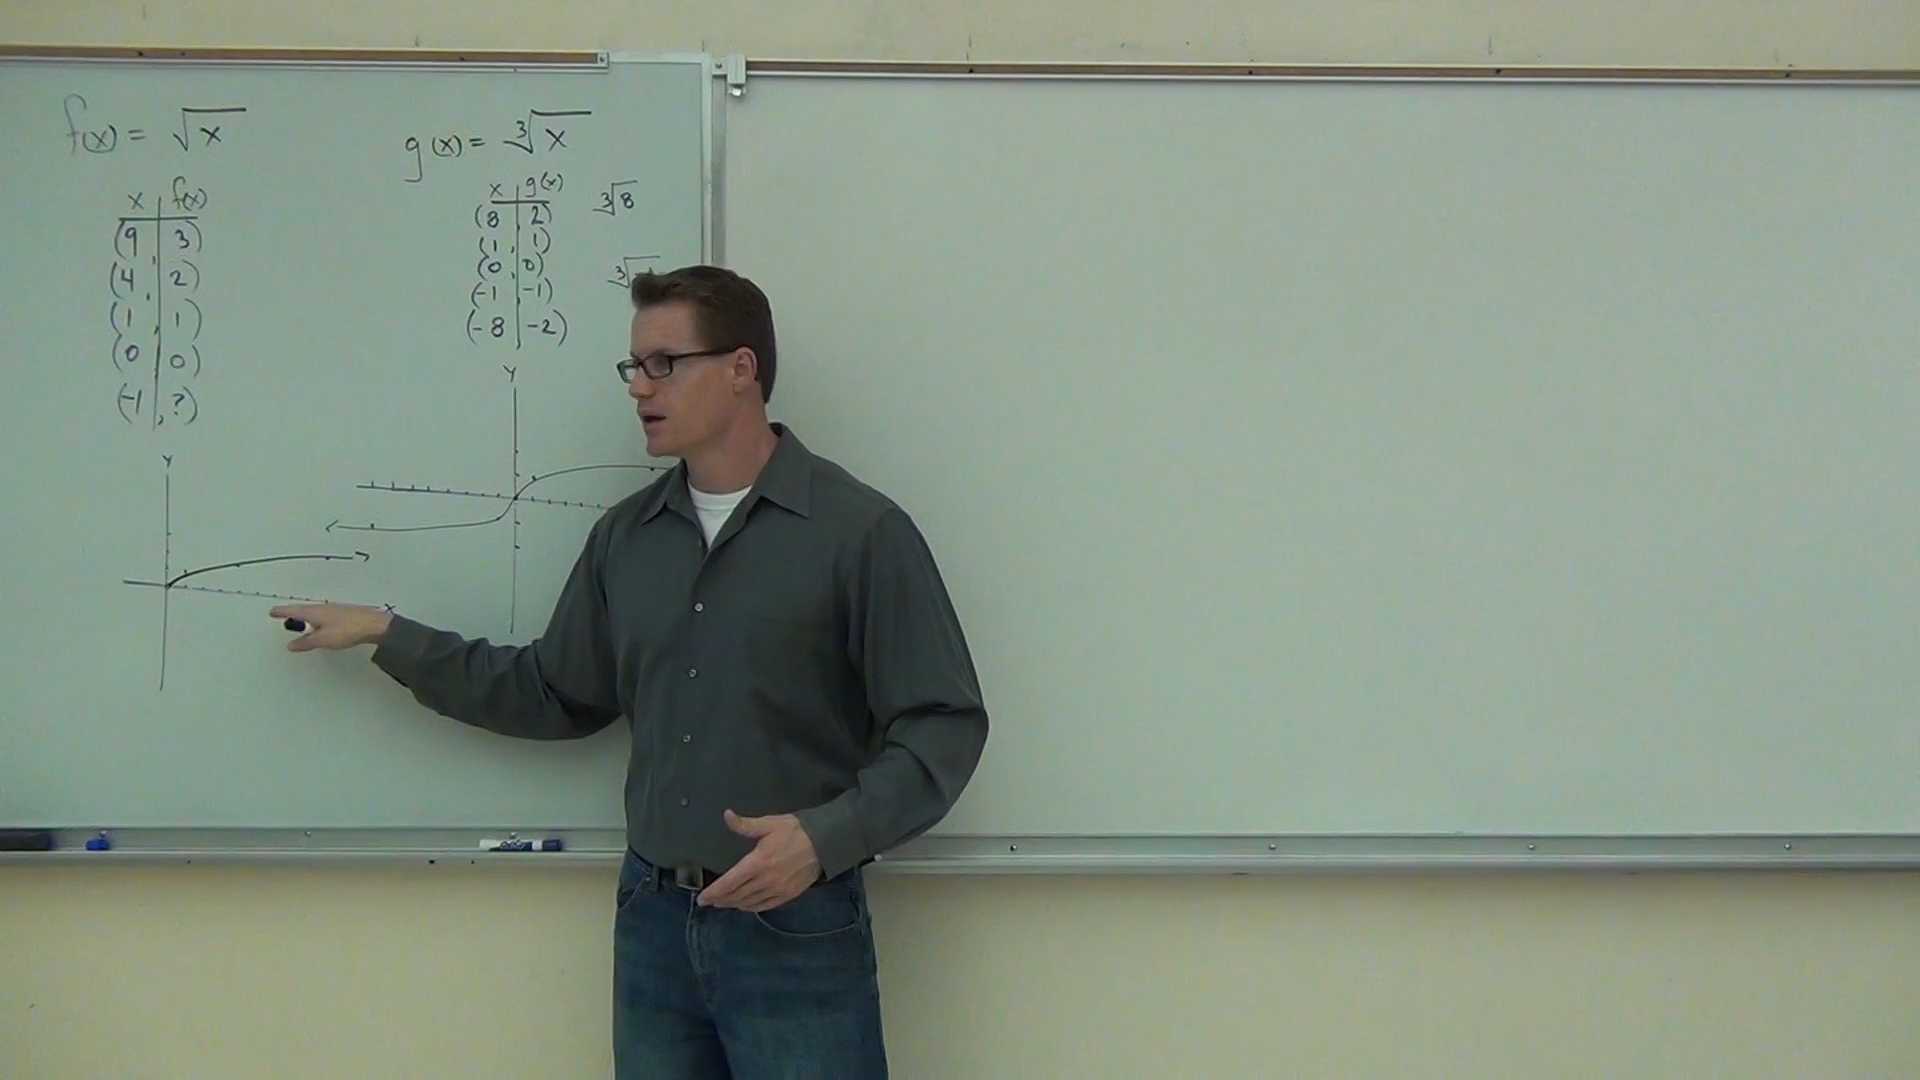 f(x) = √x
x f(x)
(9, 3)
(4, 2)
(1, 1)
(0, 0)
(-1, ?)
y
x
g(x) = ∛x
x g(x)
(8, 2)
(1, 1)
(0, 0)
(-1, -1)
(-8, -2)
∛8
y